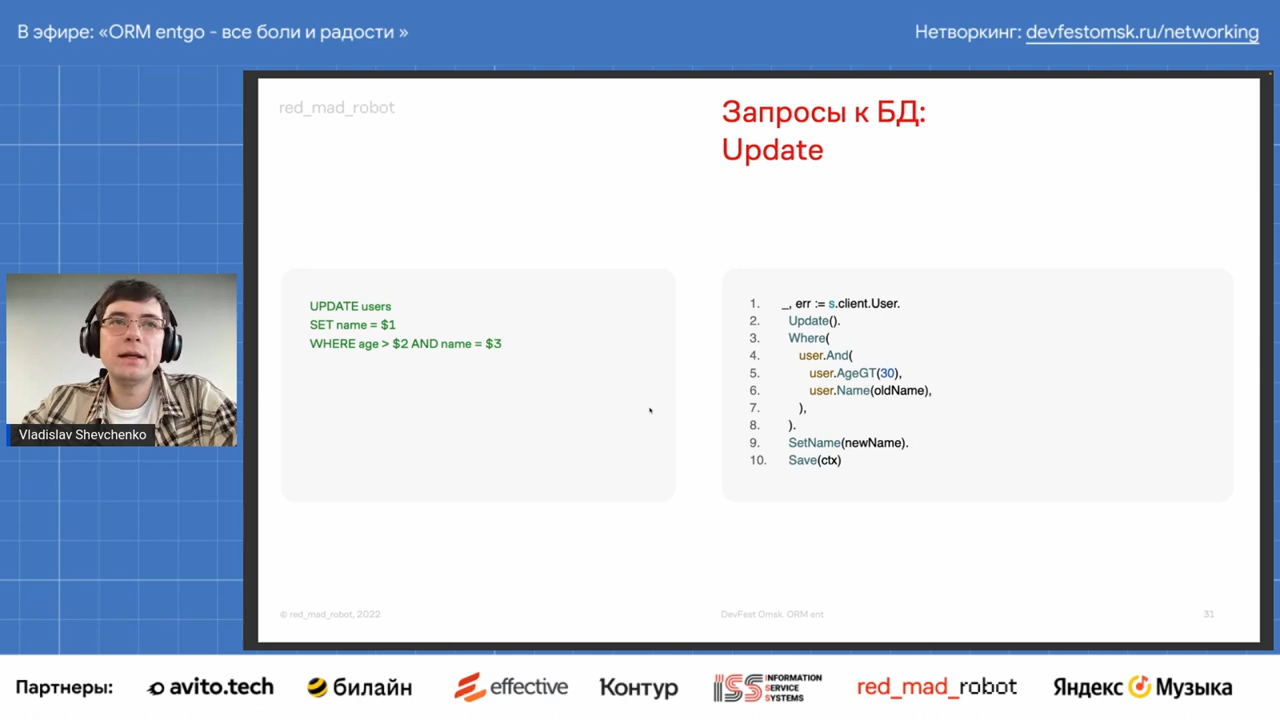 В эфире: «ORM entgo - все боли и радости »
Нетворкинг: devfestomsk.ru/networking
red_mad_robot
Запросы к БД:
Update
UPDATE users
SET name = $1
WHERE age > $2 AND name = $3
1. _, err := s.client.User.
2. Update().
3. Where(
4. user.And(
5. user.AgeGT(30),
6. user.Name(oldName),
7. ),
8. ).
9. SetName(newName).
10. Save(ctx)
Vladislav Shevchenko
© red_mad_robot, 2022
DevFest Omsk. ORM ent
31
Партнеры:
avito.tech
билайн
effective
Контур
ISS INFORMATION
SERVICE
SYSTEMS
red_mad_robot
Яндекс Музыка